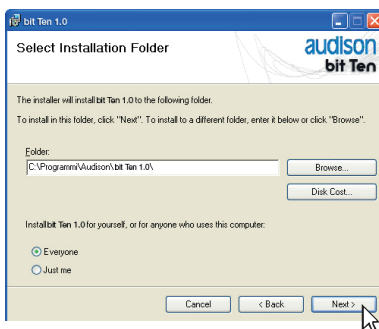 bit Ten 1.0
Select Installation Folder
audison
bit Ten
The installer will install bit Ten 1.0 to the following folder.
To install in this folder, click "Next". To install to a different folder, enter it below or click "Browse".
Folder:
C:\Programmi\Audison\bit Ten 1.0\
Browse...
Disk Cost...
Installbit Ten 1.0 for yourself, or for anyone who uses this computer:
Everyone
Just me
Cancel
< Back
Next >